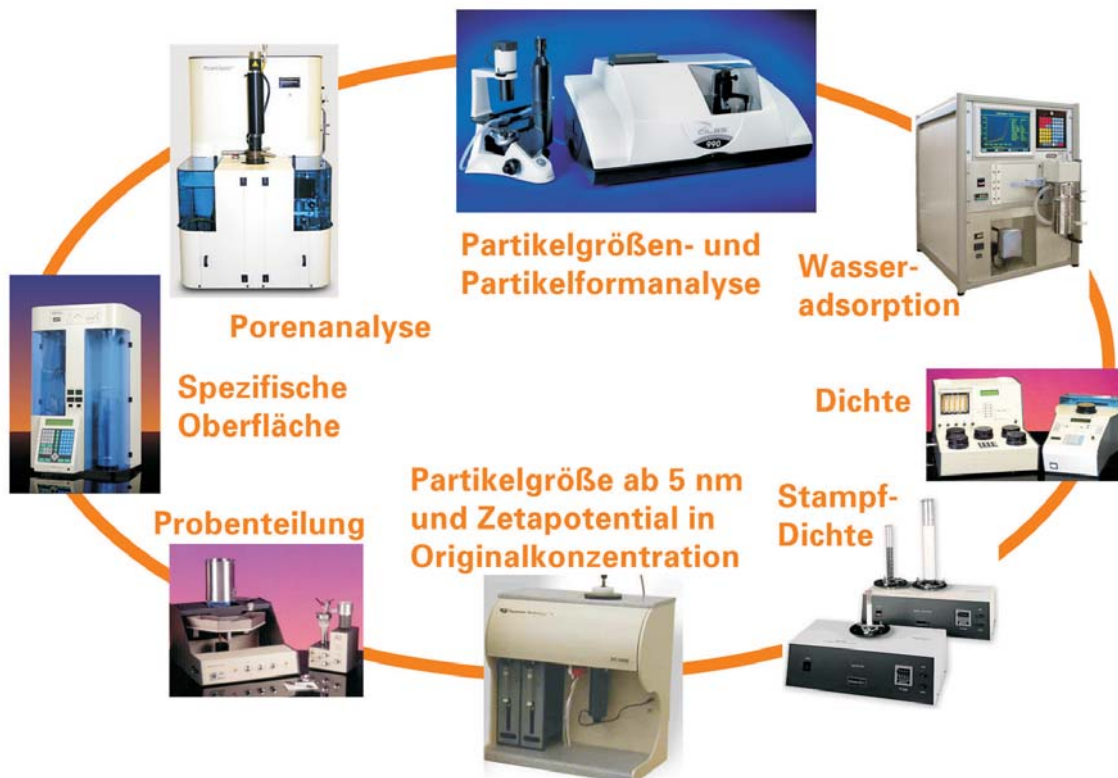 CILAS
990
Partikelgrößen- und
Partikelformanalyse
Wasser-
adsorption
Porenanalyse
Spezifische
Oberfläche
Dichte
Partikelgröße ab 5 nm
und Zetapotential in
Originalkonzentration
Stampf-
Dichte
Probenteilung